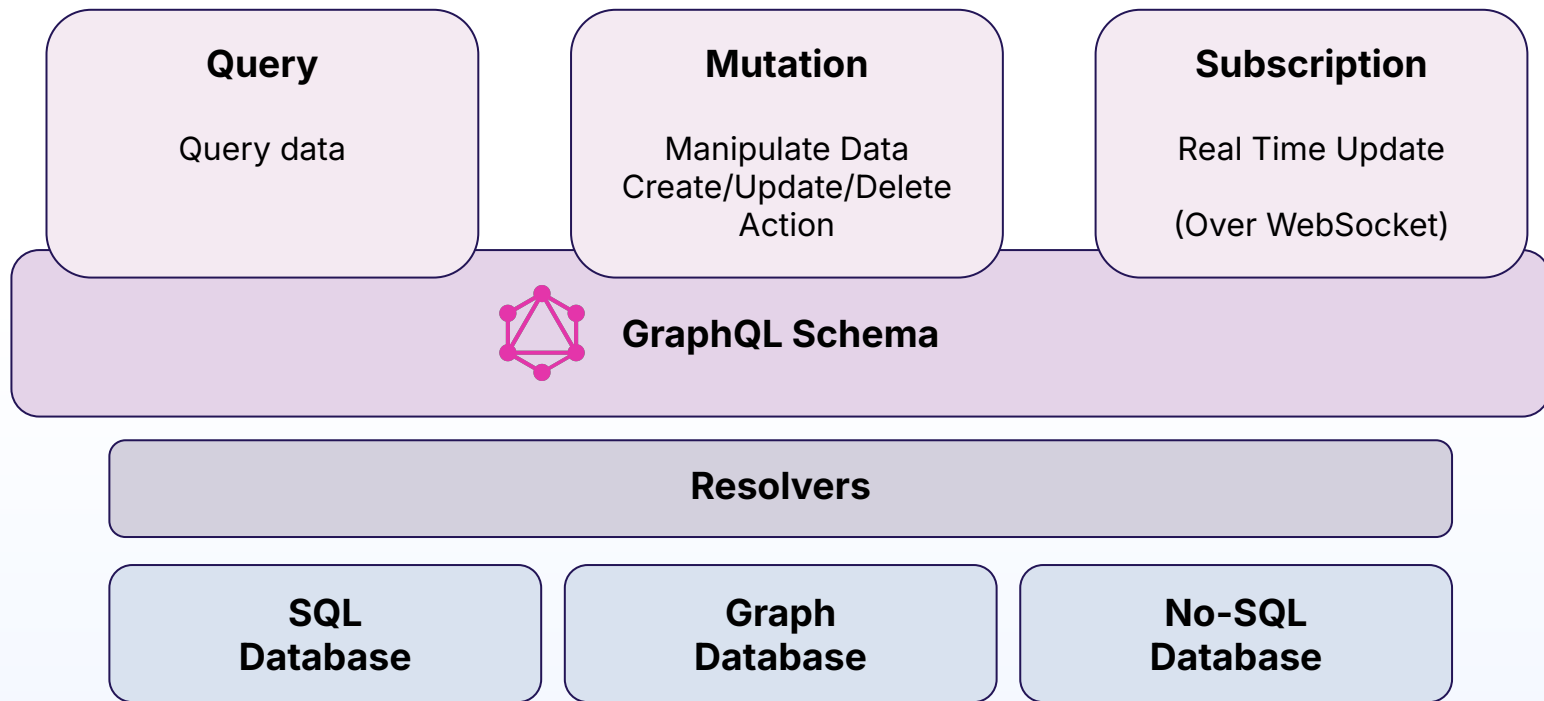 Query
Query data
Mutation
Manipulate Data
Create/Update/Delete
Action
Subscription
Real Time Update
(Over WebSocket)
GraphQL Schema
Resolvers
SQL
Database
Graph
Database
No-SQL
Database